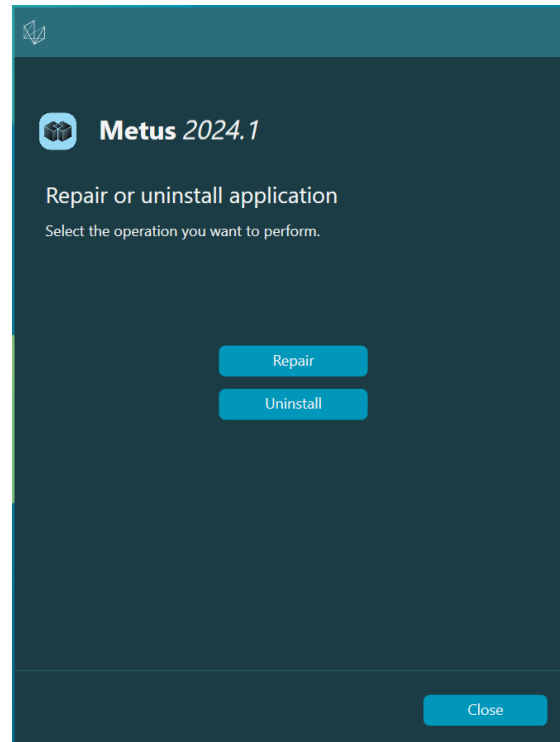 Metus 2024.1
Repair or uninstall application
Select the operation you want to perform.
Repair
Uninstall
Close